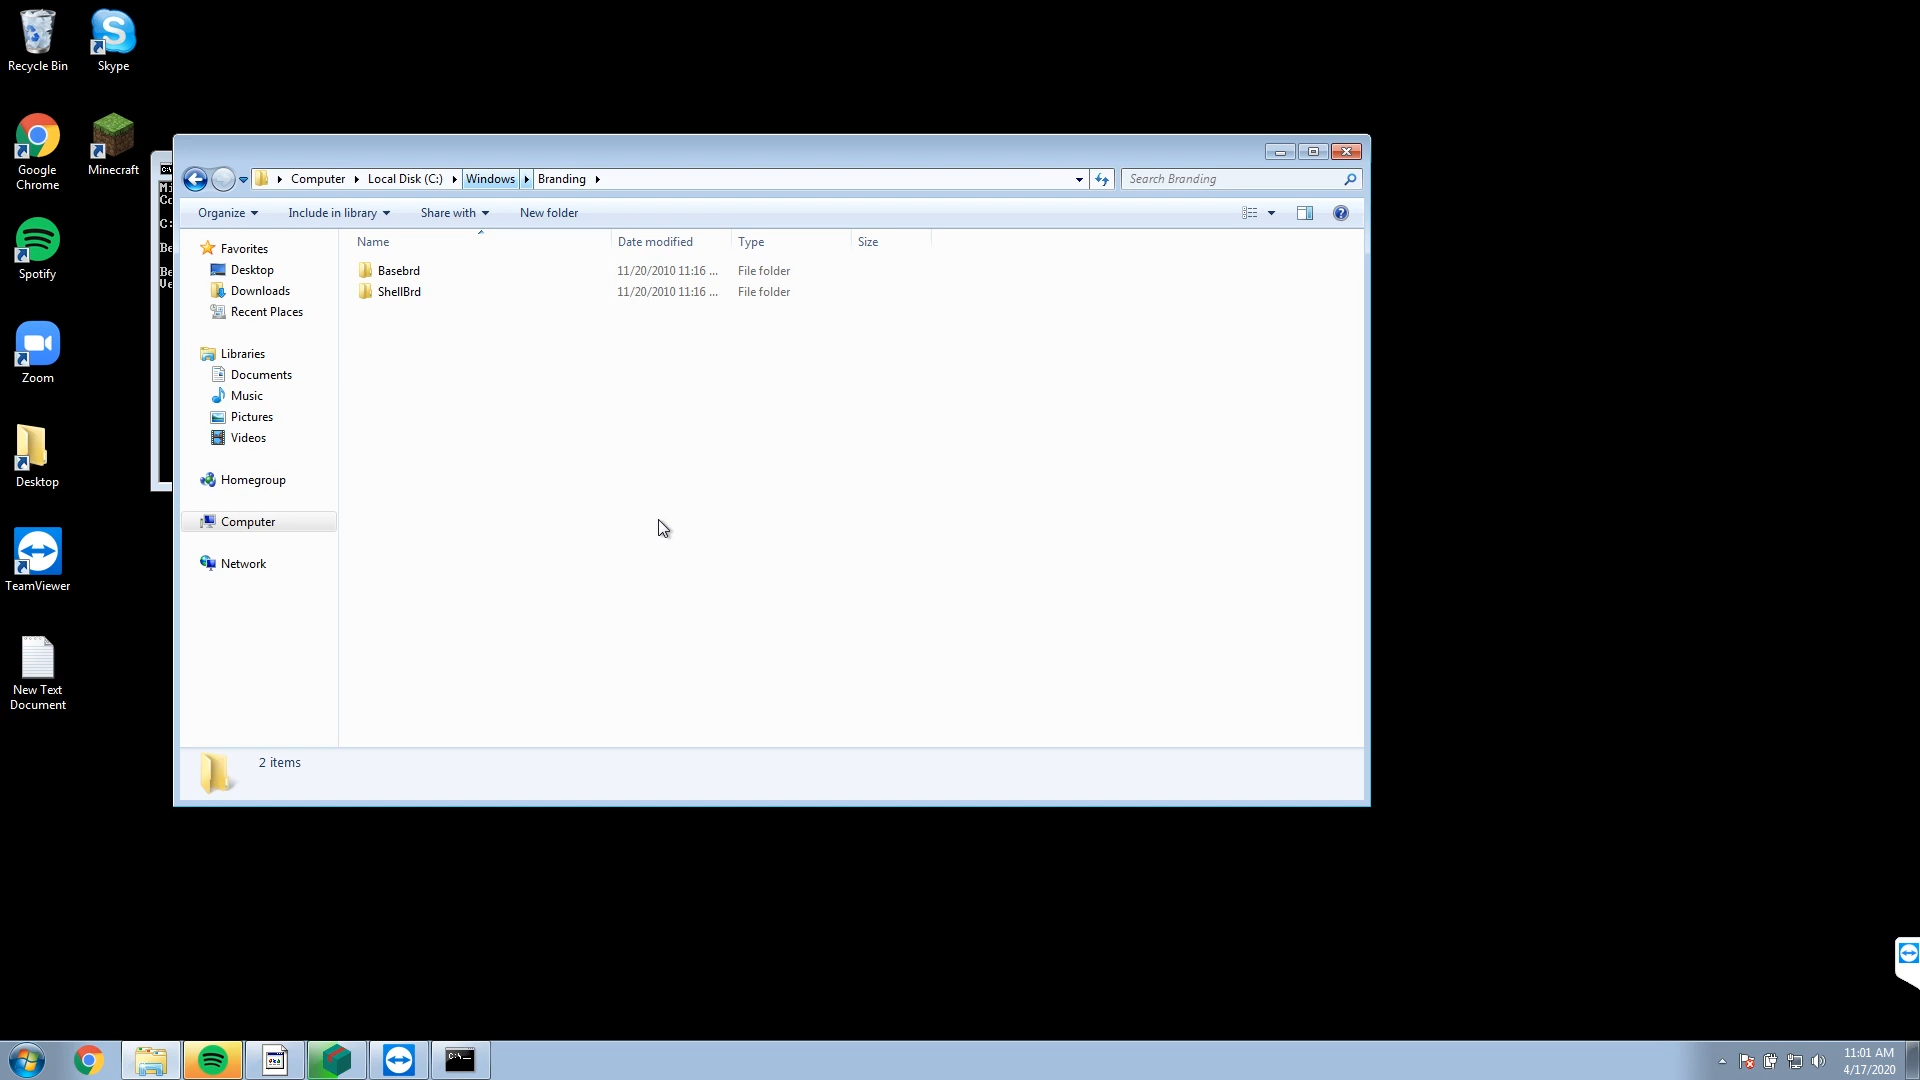 Recycle Bin
Skype
Google
Chrome
Minecraft
Spotify
Zoom
Desktop
TeamViewer
New Text
Document
Computer
Local Disk (C:)
Windows
Branding
Search Branding
Organize
Include in library
Share with
New folder
Name
Date modified
Type
Size
Favorites
Desktop
Downloads
Recent Places
Libraries
Documents
Music
Pictures
Videos
Homegroup
Computer
Network
Basebrd 11/20/2010 11:16 ... File folder
ShellBrd 11/20/2010 11:16 ... File folder
2 items
C:
11:01 AM
4/17/2020